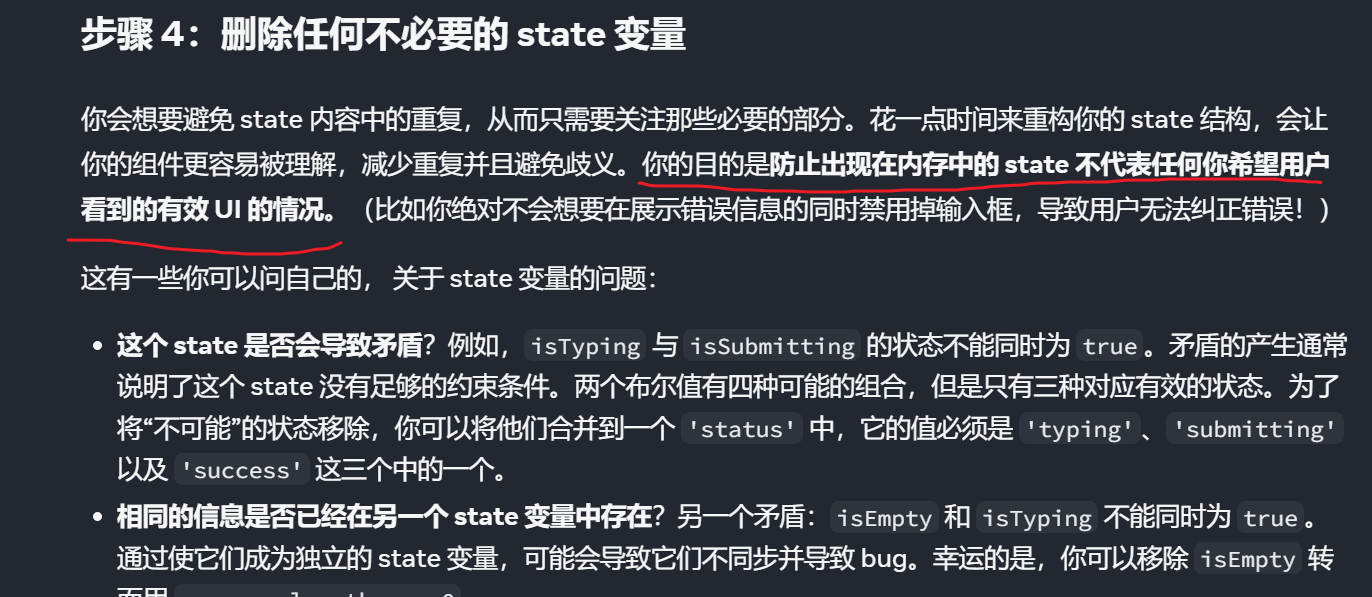 步骤 4：删除任何不必要的 state 变量
你会想要避免 state 内容中的重复，从而只需要关注那些必要的部分。花一点时间来重构你的 state 结构，会让
你的组件更容易被理解，减少重复并且避免歧义。你的目的是防止出现在内存中的 state 不代表任何你希望用户
看到的有效 UI 的情况。（比如你绝对不会想要在展示错误信息的同时禁用掉输入框，导致用户无法纠正错误！）
这有一些你可以问自己的， 关于 state 变量的问题：
• 这个 state 是否会导致矛盾？例如，isTyping 与 isSubmitting 的状态不能同时为 true。矛盾的产生通常
说明了这个 state 没有足够的约束条件。两个布尔值有四种可能的组合，但是只有三种对应有效的状态。为了
将“不可能”的状态移除，你可以将他们合并到一个 'status' 中，它的值必须是 'typing'、'submitting'
以及 'success' 这三个中的一个。
• 相同的信息是否已经在另一个 state 变量中存在？另一个矛盾：isEmpty 和 isTyping 不能同时为 true。
通过使它们成为独立的 state 变量，可能会导致它们不同步并导致 bug。幸运的是，你可以移除 isEmpty 转